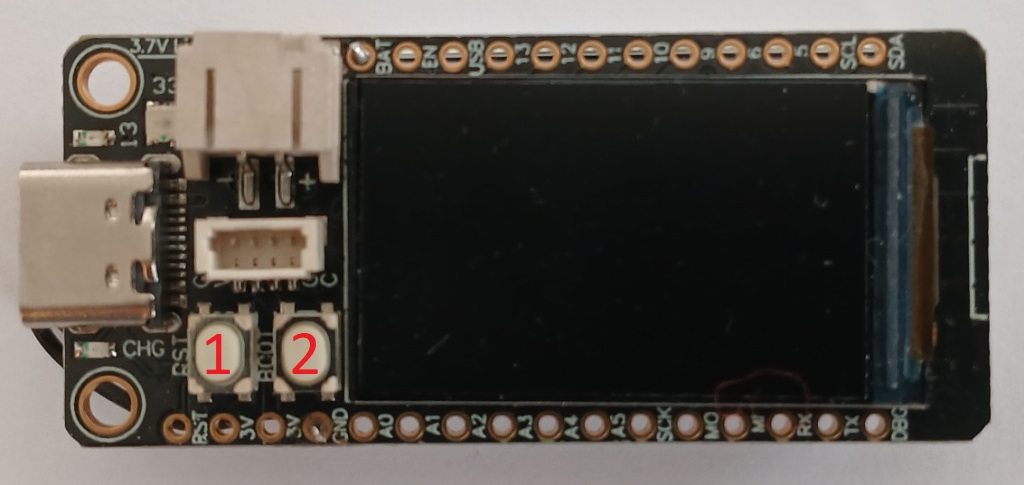 3.7V
BAT EN USB 13 12 11 10 9 6 5 SCL SDA
33
13
- +
CHG
RST 1 BOOT 2
RST 3V 3V GND A0 A1 A2 A3 A4 A5 SCK MO MI RX TX DBG